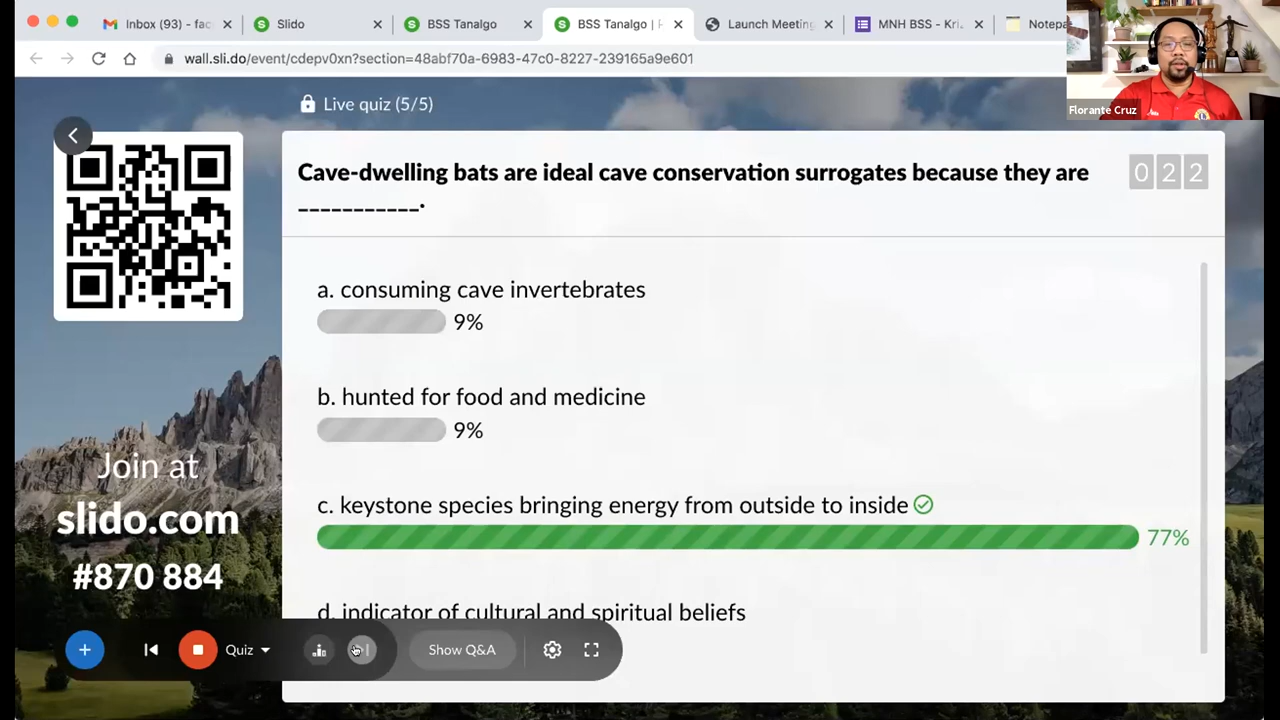 Inbox (93) - fac
Slido
BSS Tanalgo
BSS Tanalgo | P
Launch Meeting
MNH BSS - Kri
Notepa
wall.sli.do/event/cdepv0xn?section=48abf70a-6983-47c0-8227-239165a9e601
Florante Cruz
Live quiz (5/5)
Cave-dwelling bats are ideal cave conservation surrogates because they are
___________.
022
a. consuming cave invertebrates
9%
b. hunted for food and medicine
9%
c. keystone species bringing energy from outside to inside
77%
d. indicator of cultural and spiritual beliefs
Join at
slido.com
#870 884
Quiz
Show Q&A